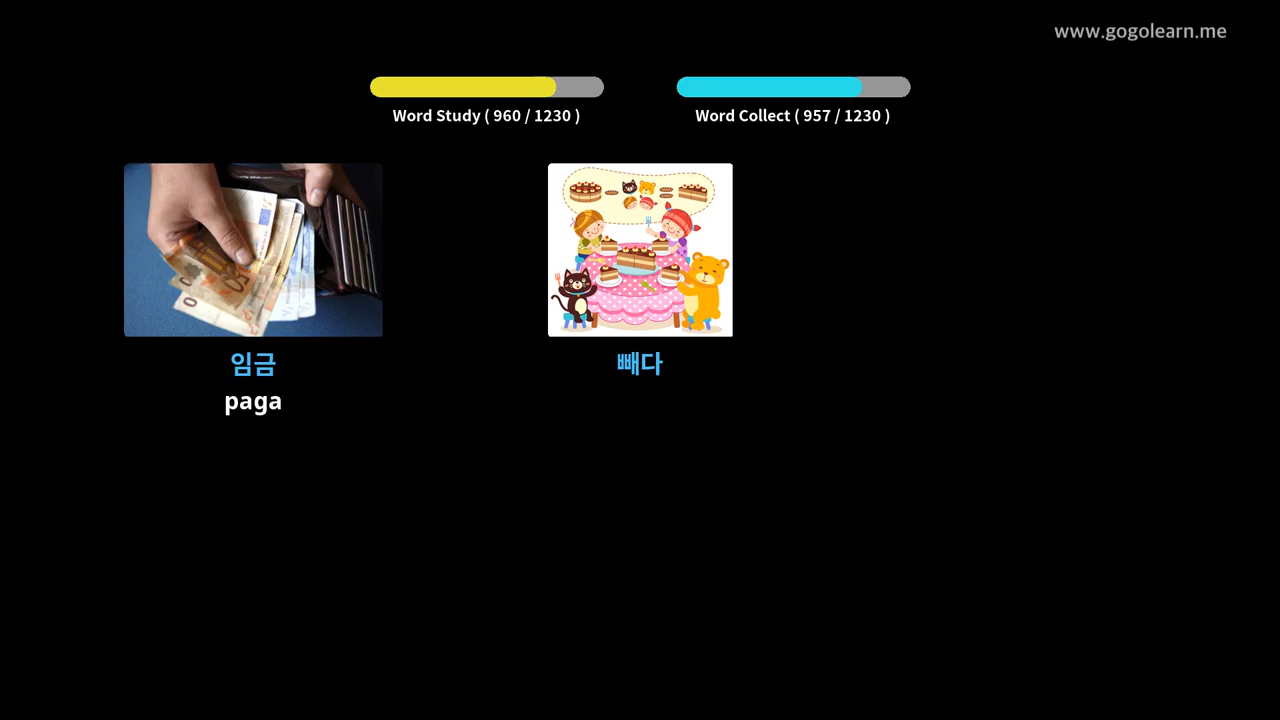 www.gogolearn.me
Word Study ( 960 / 1230 )
Word Collect ( 957 / 1230 )
임금
paga
빼다